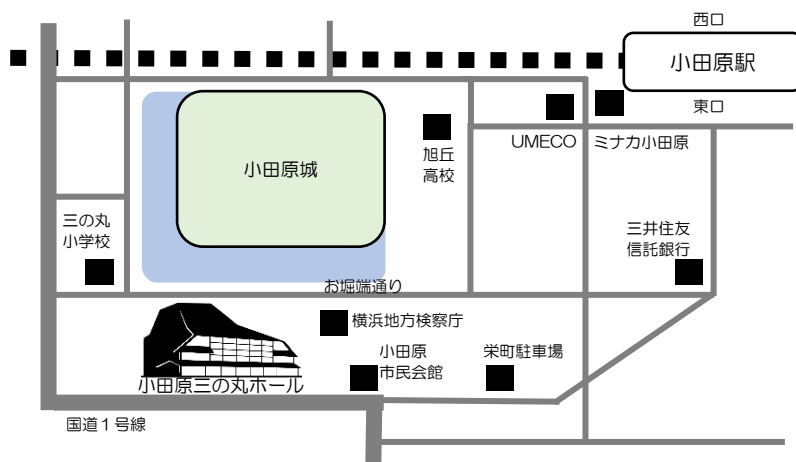 西口
小田原駅
東口
UMECO
ミナカ小田原
旭丘
高校
小田原城
三の丸
小学校
三井住友
信託銀行
お堀端通り
横浜地方検察庁
小田原
市民会館
栄町駐車場
小田原三の丸ホール
国道１号線